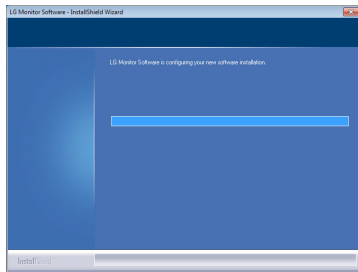 LG Monitor Software - InstallShield Wizard
LG Monitor Software is configuring your new software installation.
InstallShield